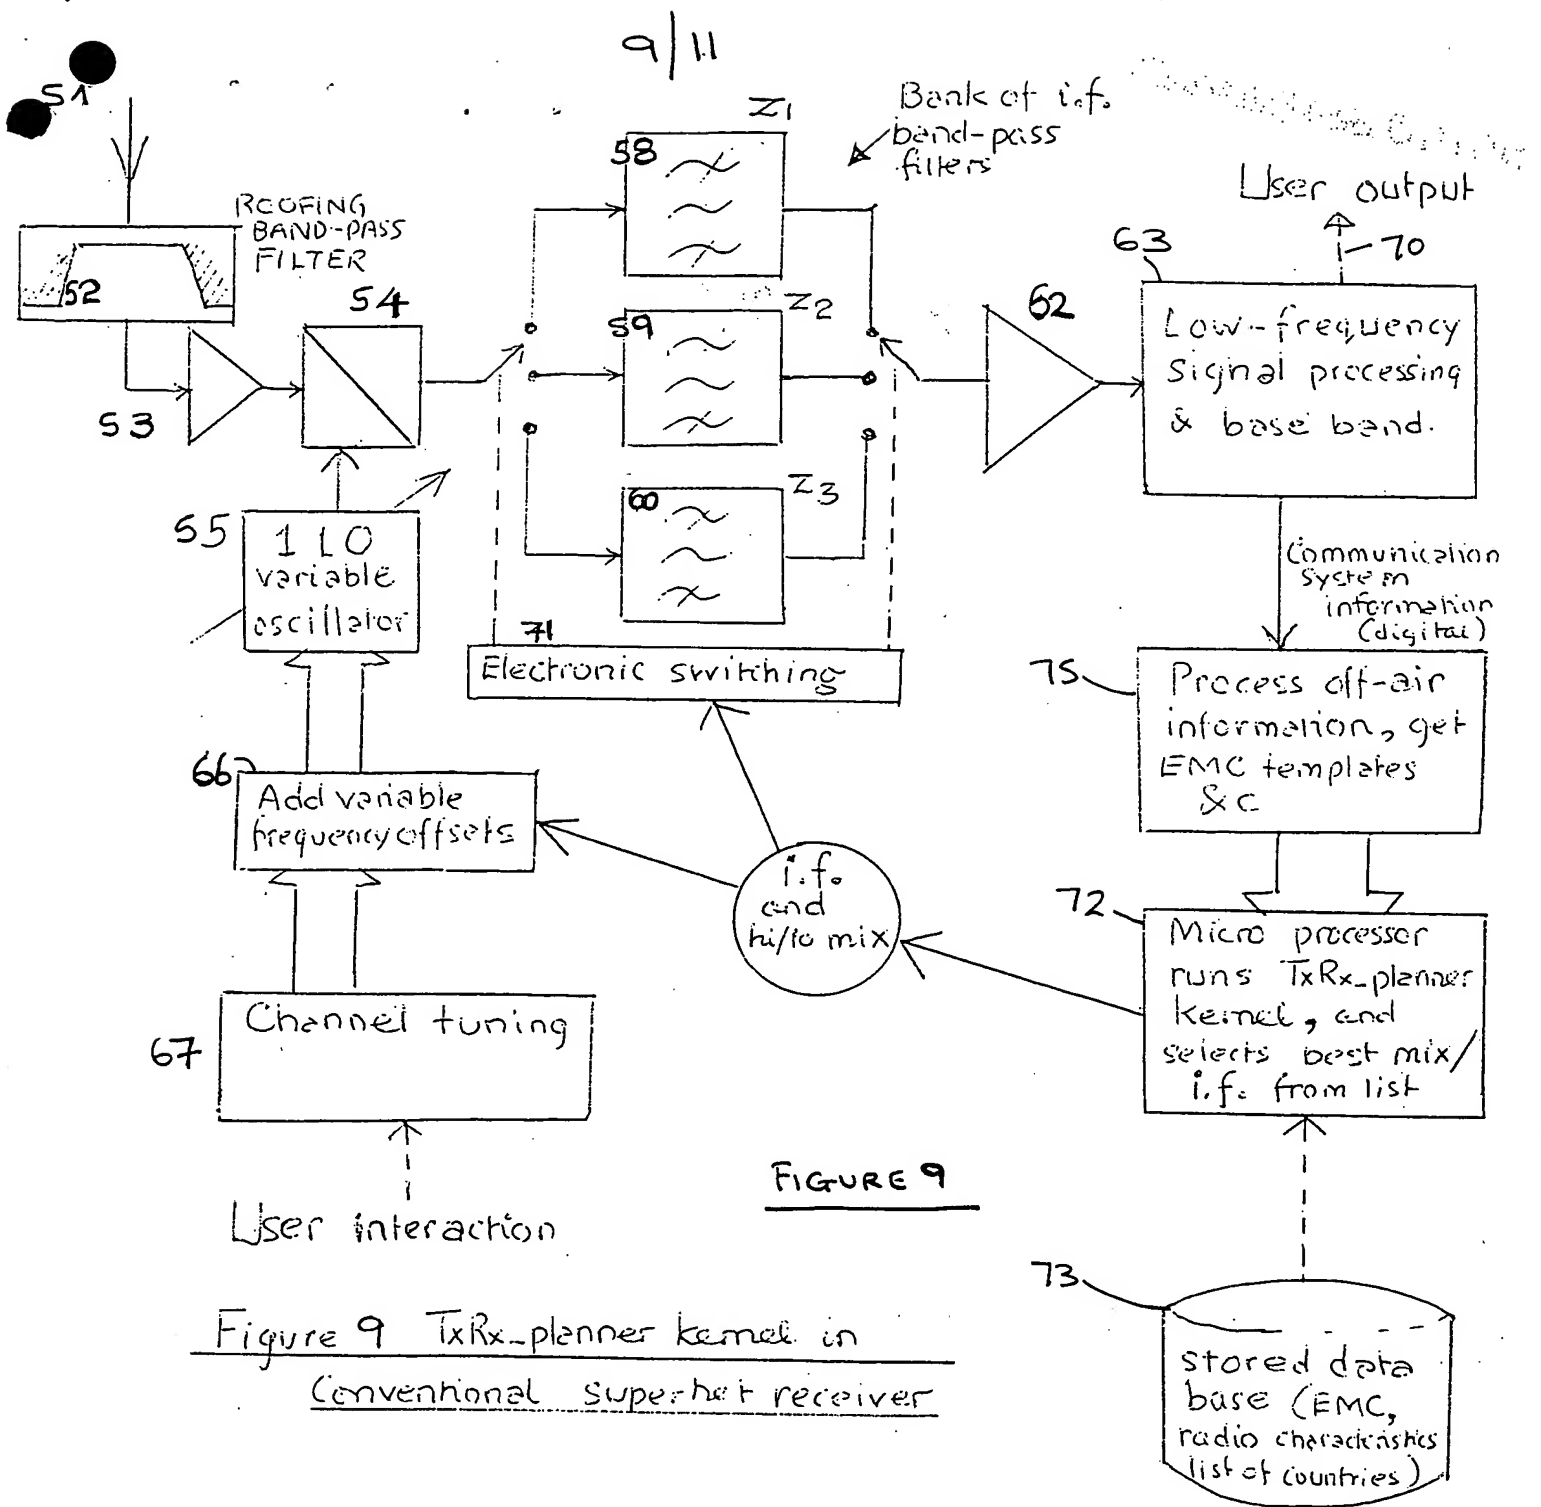 9/11
51
ROOFING
BAND-PASS
FILTER
52
53
54
Z1
58
Z2
59
Z3
60
Bank of i.f.
band-pass
filters
62
63
User output
70
Low-frequency
Signal processing
& base band.
55
1 LO
variable
oscillator
71
Electronic switching
Communication
system
information
(digital)
75
Process off-air
information, get
EMC templates
&c
66
Add variable
frequency offsets
i.f.
and
hi/lo mix
72
Micro processor
runs TxRx_planner
kernel, and
selects best mix/
i.f. from list
67
Channel tuning
User interaction
FIGURE 9
73
stored data
base (EMC,
radio characteristics
list of countries)
Figure 9 TxRx_planner kernel in
Conventional superhet receiver